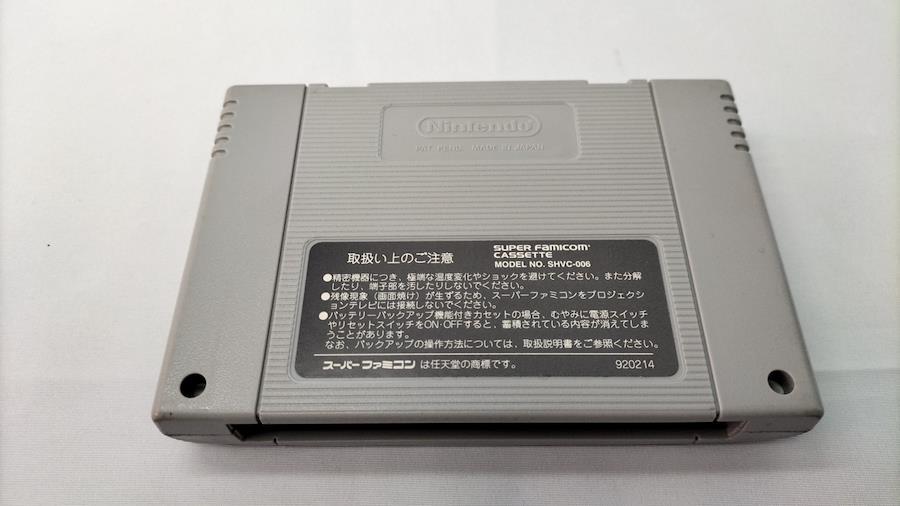 Nintendo
PAT. PEND. MADE IN JAPAN
取扱い上のご注意
SUPER FAMICOM
CASSETTE
MODEL NO. SHVC-006
●精密機器につき、極端な温度変化やショックを避けてください。また分解
したり、端子部を汚したりしないでください。
●残像現象（画面焼け）が生ずるため、スーパーファミコンをプロジェクシ
ョンテレビには接続しないでください。
●バッテリーバックアップ機能付きカセットの場合、むやみに電源スイッチ
やリセットスイッチをON・OFFすると、蓄積されている内容が消えてしま
うことがあります。
なお、バックアップの操作方法については、取扱説明書をご参照ください。
スーパーファミコン は任天堂の商標です。
920214